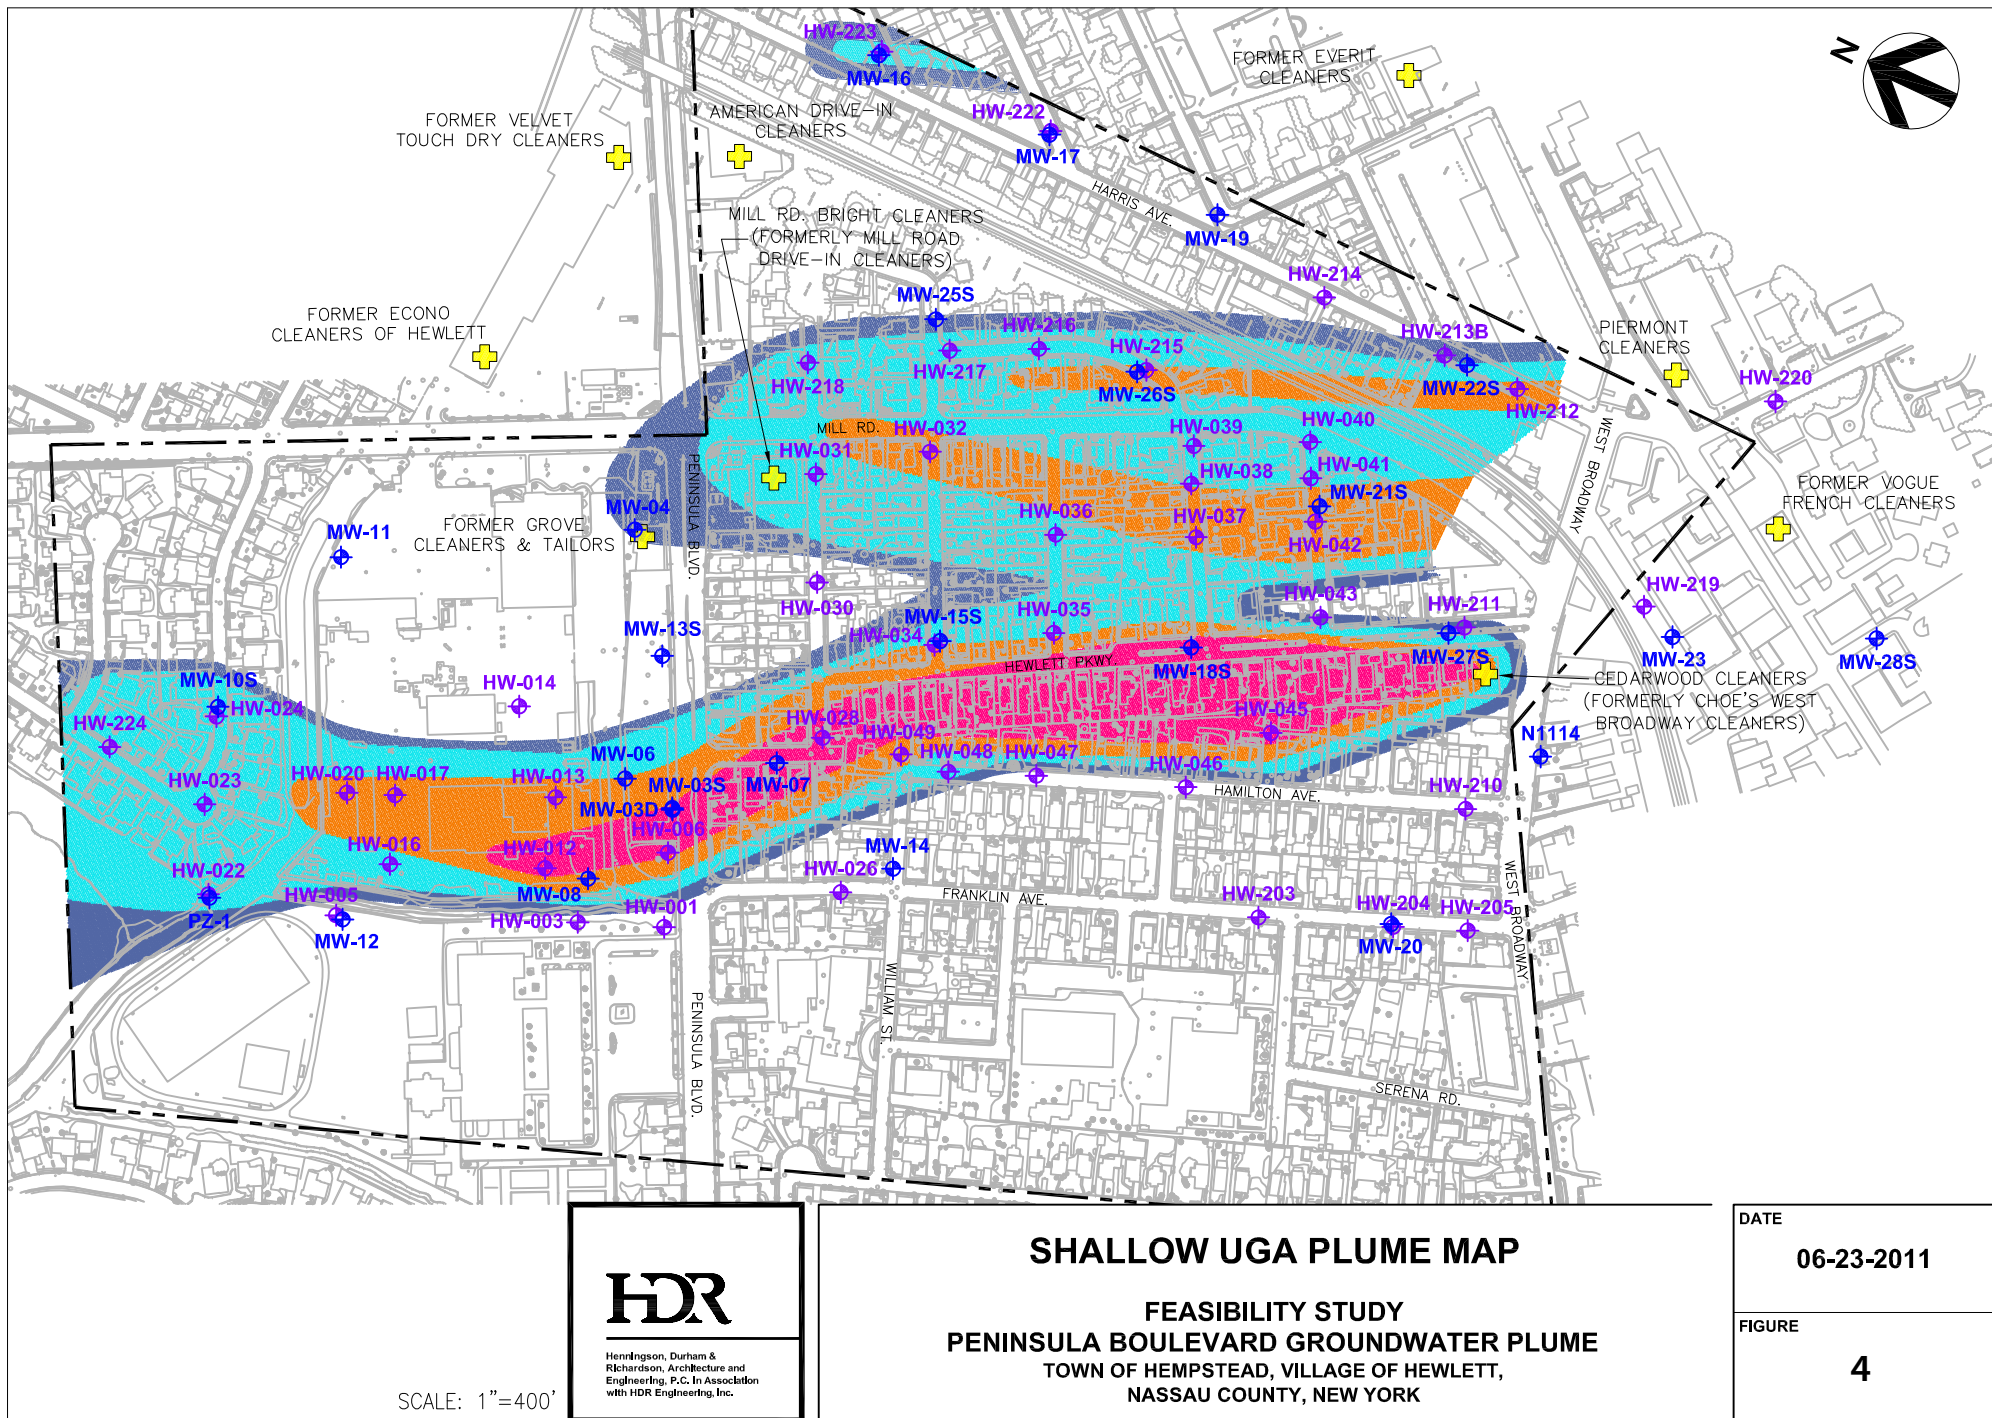 HW-223
MW-16
FORMER EVERIT
CLEANERS
N
FORMER VELVET
TOUCH DRY CLEANERS
AMERICAN DRIVE-IN
CLEANERS
HW-222
MW-17
HARRIS AVE.
MILL RD. BRIGHT CLEANERS
(FORMERLY MILL ROAD
DRIVE-IN CLEANERS)
MW-19
HW-214
FORMER ECONO
CLEANERS OF HEWLETT
MW-25S
HW-216
HW-215
HW-213B
PIERMONT
CLEANERS
HW-218
HW-217
MW-26S
MW-22S
HW-212
HW-220
MILL RD.
HW-032
HW-039
HW-040
WEST BROADWAY
HW-031
PENINSULA BLVD.
HW-038
HW-041
MW-21S
FORMER VOGUE
FRENCH CLEANERS
MW-04
MW-11
FORMER GROVE
CLEANERS & TAILORS
HW-036
HW-037
HW-042
HW-030
HW-219
MW-13S
HW-034
MW-15S
HW-035
HW-043
HW-211
HEWLETT PKWY
MW-18S
MW-27S
MW-23
MW-28S
CEDARWOOD CLEANERS
(FORMERLY CHOE'S WEST
BROADWAY CLEANERS)
MW-10S
HW-024
HW-014
HW-224
HW-028
HW-049
HW-045
N1114
HW-023
HW-020
HW-017
HW-013
MW-06
MW-03S
MW-03D
MW-07
HW-048
HW-047
HW-046
HAMILTON AVE.
HW-210
HW-006
HW-016
HW-012
MW-08
HW-022
PZ-1
HW-005
MW-12
HW-003
HW-001
HW-026
MW-14
FRANKLIN AVE.
HW-203
HW-204
MW-20
HW-205
WEST BROADWAY
WILLIAM ST.
PENINSULA BLVD.
SERENA RD.
SCALE: 1"=400'
HDR
Henningson, Durham &
Richardson, Architecture and
Engineering, P.C. in Association
with HDR Engineering, Inc.
SHALLOW UGA PLUME MAP
FEASIBILITY STUDY
PENINSULA BOULEVARD GROUNDWATER PLUME
TOWN OF HEMPSTEAD, VILLAGE OF HEWLETT,
NASSAU COUNTY, NEW YORK
DATE
06-23-2011
FIGURE
4